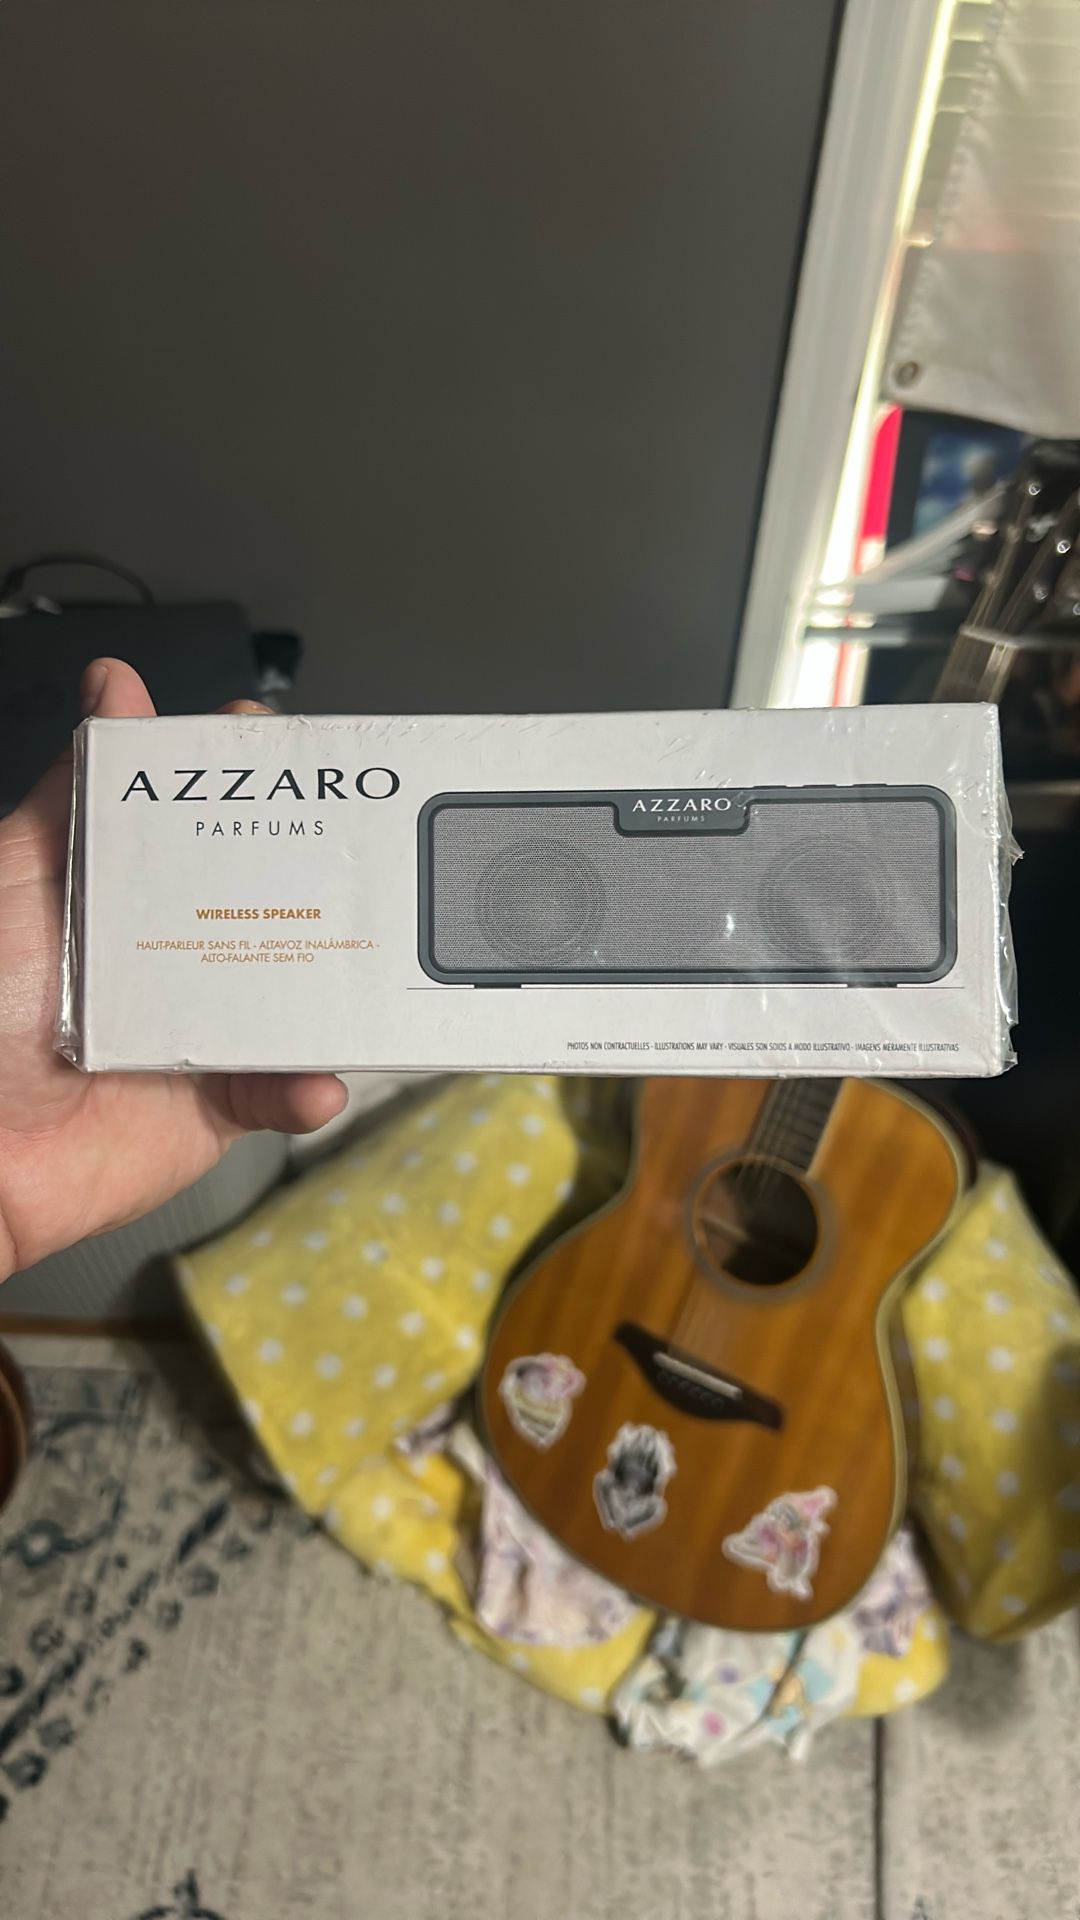 AZZARO
PARFUMS
WIRELESS SPEAKER
HAUT-PARLEUR SANS FIL - ALTAVOZ INALÁMBRICA -
ALTO-FALANTE SEM FIO
AZZARO
PARFUMS
PHOTOS NON CONTRACTUELLES - ILLUSTRATIONS MAY VARY - VISUALES SON SOLOS A MODO ILLUSTRATIVO - IMAGENS MERAMENTE ILLUSTRATIVAS